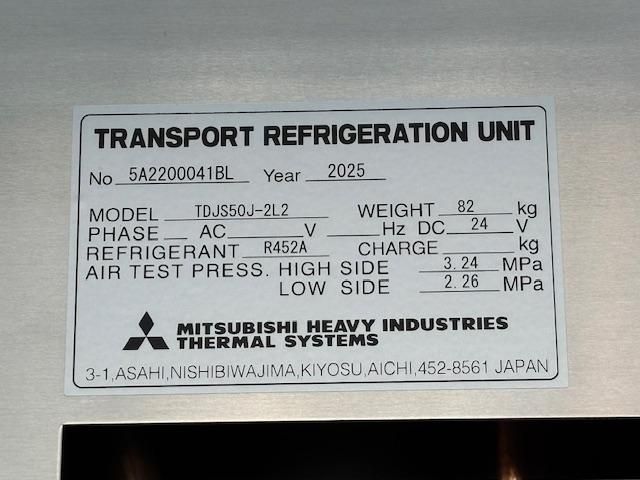 TRANSPORT REFRIGERATION UNIT
No 5A2200041BL Year 2025
MODEL TDJS50J-2L2 WEIGHT 82 kg
PHASE AC V Hz DC 24 V
REFRIGERANT R452A CHARGE kg
AIR TEST PRESS. HIGH SIDE 3.24 MPa
LOW SIDE 2.26 MPa
MITSUBISHI HEAVY INDUSTRIES
THERMAL SYSTEMS
3-1,ASAHI,NISHIBIWAJIMA,KIYOSU,AICHI,452-8561 JAPAN